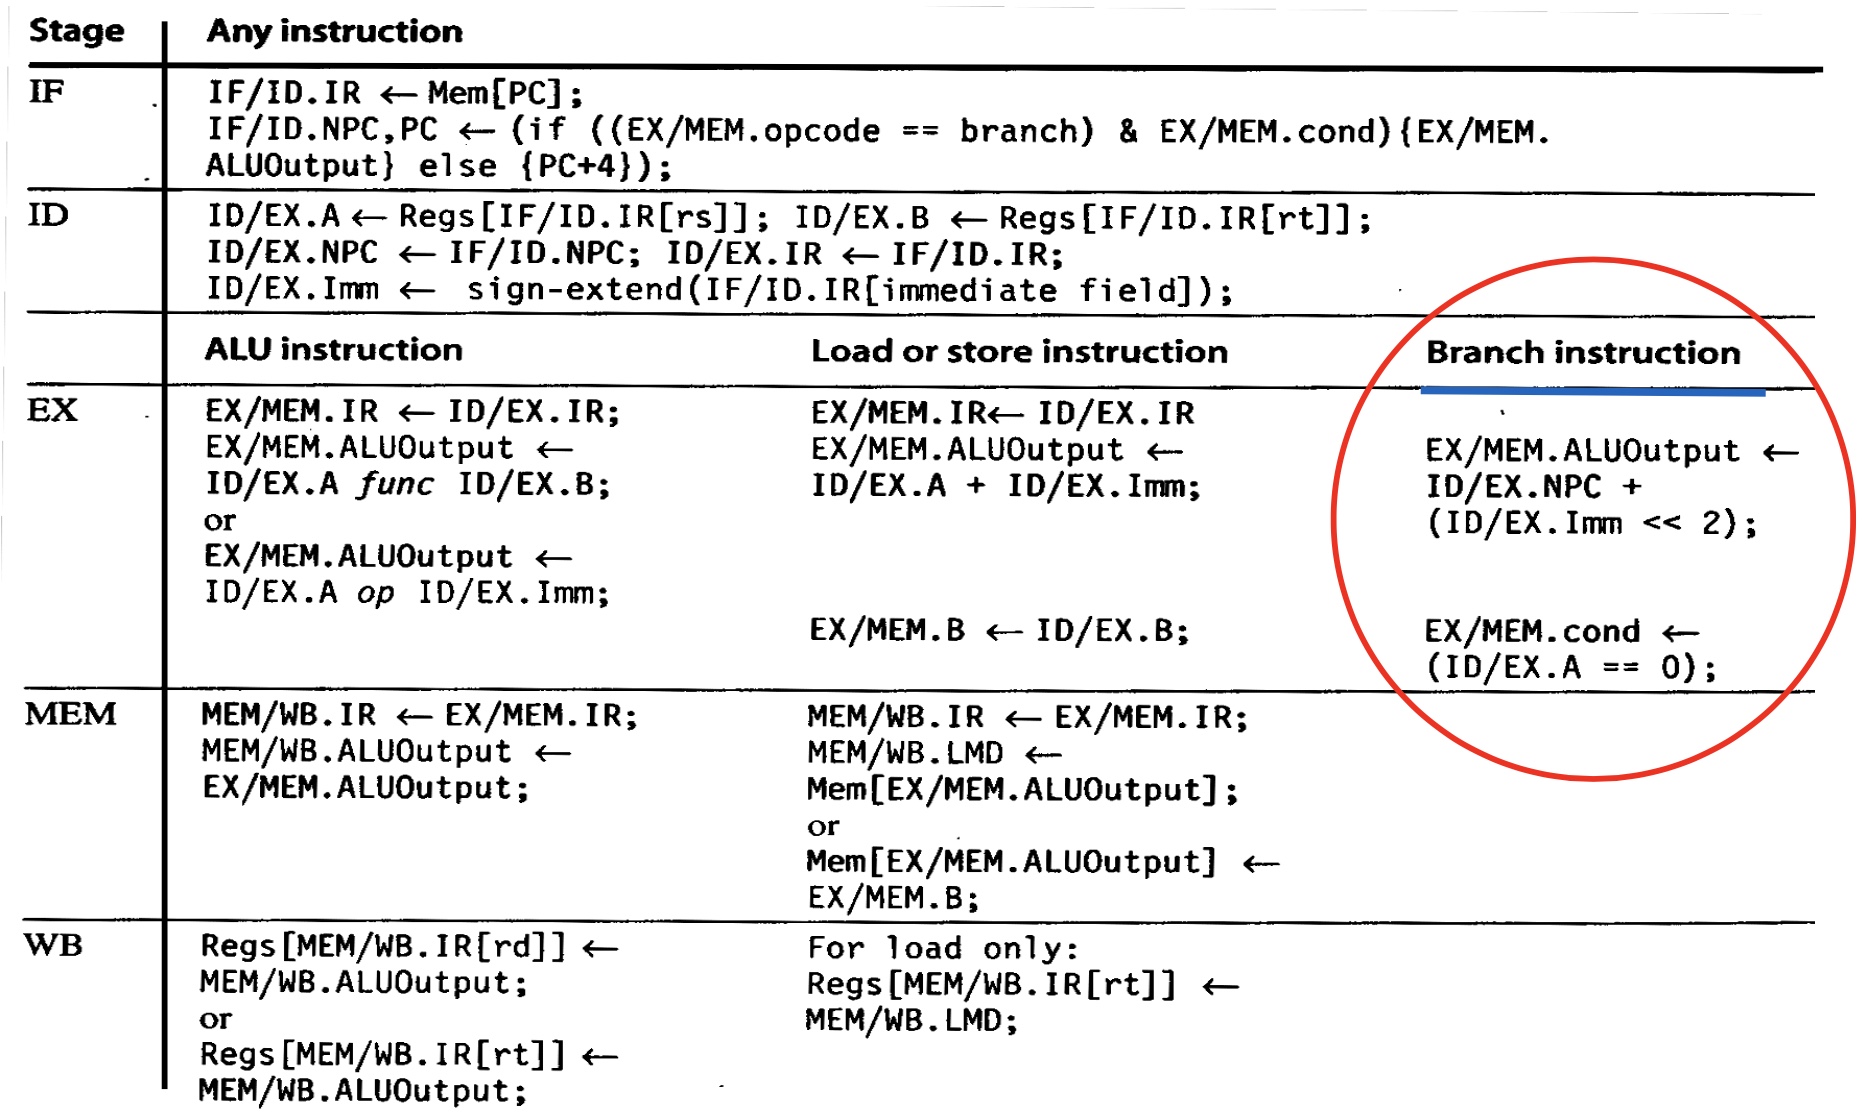 Stage Any instruction
IF IF/ID.IR ← Mem[PC];
IF/ID.NPC,PC ← (if ((EX/MEM.opcode == branch) & EX/MEM.cond){EX/MEM.
ALUOutput} else {PC+4});
ID ID/EX.A ← Regs[IF/ID.IR[rs]]; ID/EX.B ← Regs[IF/ID.IR[rt]];
ID/EX.NPC ← IF/ID.NPC; ID/EX.IR ← IF/ID.IR;
ID/EX.Imm ← sign-extend(IF/ID.IR[immediate field]);
ALU instruction Load or store instruction Branch instruction
EX EX/MEM.IR ← ID/EX.IR; EX/MEM.IR← ID/EX.IR
EX/MEM.ALUOutput ← EX/MEM.ALUOutput ← EX/MEM.ALUOutput ←
ID/EX.A func ID/EX.B; ID/EX.A + ID/EX.Imm; ID/EX.NPC +
or (ID/EX.Imm << 2);
EX/MEM.ALUOutput ←
ID/EX.A op ID/EX.Imm;
EX/MEM.B ← ID/EX.B; EX/MEM.cond ←
(ID/EX.A == 0);
MEM MEM/WB.IR ← EX/MEM.IR; MEM/WB.IR ← EX/MEM.IR;
MEM/WB.ALUOutput ← MEM/WB.LMD ←
EX/MEM.ALUOutput; Mem[EX/MEM.ALUOutput];
or
Mem[EX/MEM.ALUOutput] ←
EX/MEM.B;
WB Regs[MEM/WB.IR[rd]] ← For load only:
MEM/WB.ALUOutput; Regs[MEM/WB.IR[rt]] ←
or MEM/WB.LMD;
Regs[MEM/WB.IR[rt]] ←
MEM/WB.ALUOutput;